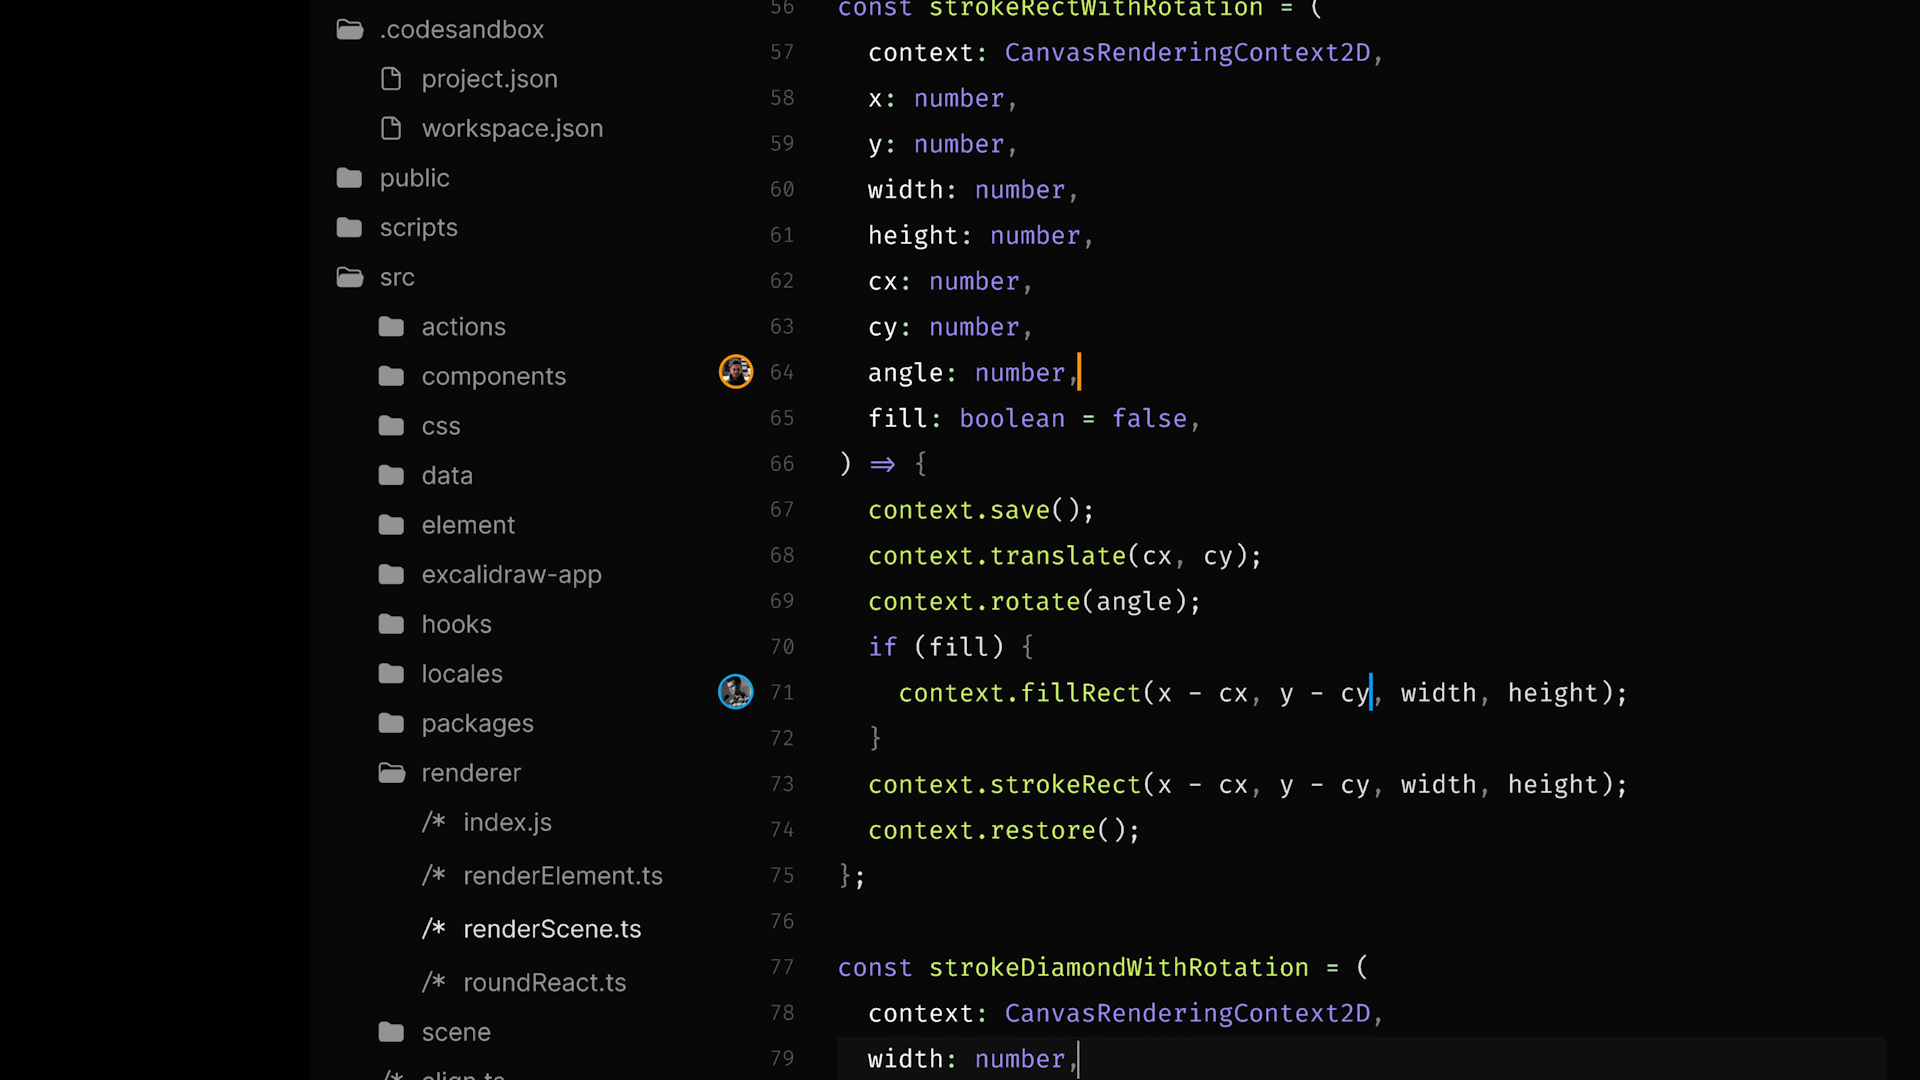 .codesandbox
project.json
workspace.json
public
scripts
src
actions
components
css
data
element
excalidraw-app
hooks
locales
packages
renderer
/* index.js
/* renderElement.ts
/* renderScene.ts
/* roundReact.ts
scene
/* align.ts
56 const strokeRectWithRotation = (
57 context: CanvasRenderingContext2D,
58 x: number,
59 y: number,
60 width: number,
61 height: number,
62 cx: number,
63 cy: number,
64 angle: number,
65 fill: boolean = false,
66 ) => {
67 context.save();
68 context.translate(cx, cy);
69 context.rotate(angle);
70 if (fill) {
71 context.fillRect(x - cx, y - cy, width, height);
72 }
73 context.strokeRect(x - cx, y - cy, width, height);
74 context.restore();
75 };
76
77 const strokeDiamondWithRotation = (
78 context: CanvasRenderingContext2D,
79 width: number,